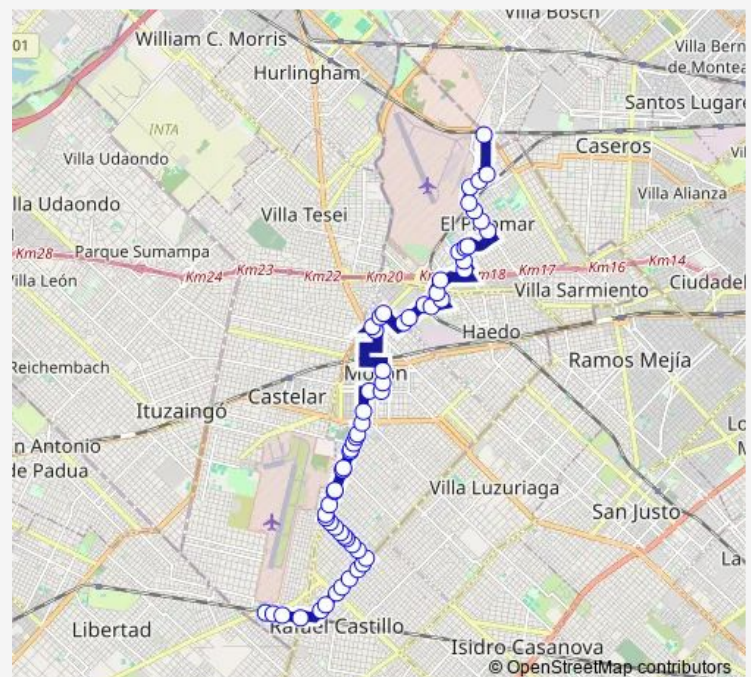 Villa Bosch
01
William C. Morris
Villa Bern
de Montea
Hurlingham
Santos Lugar
INTA
Caseros
Villa Udaondo
Villa Alianza
lla Udaondo
Villa Tesei
El Palomar
Km28
Parque Sumampa
Km24
Km23
Km22
Km20
Km18
Km17
Km16
Km14
illa León
Villa Sarmiento
Ciudadel
Haedo
Reichembach
Morón
Ramos Mejía
Castelar
Ituzaingó
n Antonio
de Padua
Villa Luzuriaga
San Justo
Libertad
Rafael Castillo
Isidro Casanova
© OpenStreetMap contributors